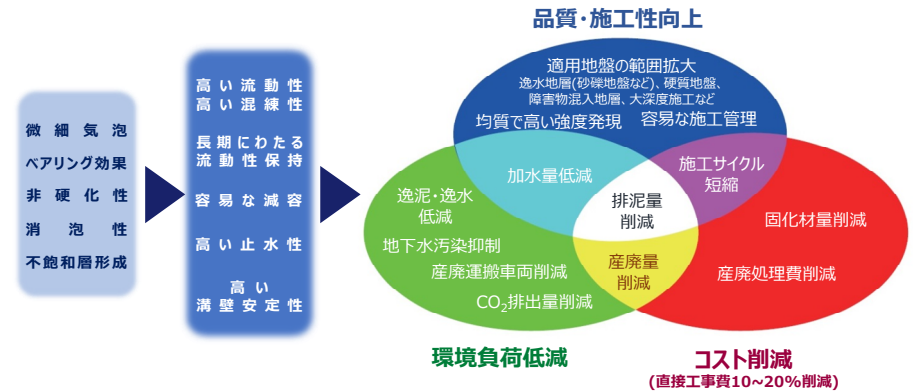 品質・施工性向上
微細気泡
ベアリング効果
非硬化性
消泡性
不飽和層形成
高い流動性
高い混練性
長期にわたる
流動性保持
容易な減容
高い止水性
高い
溝壁安定性
適用地盤の範囲拡大
逸水地層(砂礫地盤など)、硬質地盤、
障害物混入地層、大深度施工など
均質で高い強度発現
容易な施工管理
加水量低減
施工サイクル
短縮
排泥量
削減
逸泥・逸水
低減
地下水汚染抑制
産廃運搬車両削減
CO₂排出量削減
産廃量
削減
固化材量削減
産廃処理費削減
環境負荷低減
コスト削減
(直接工事費10~20%削減)